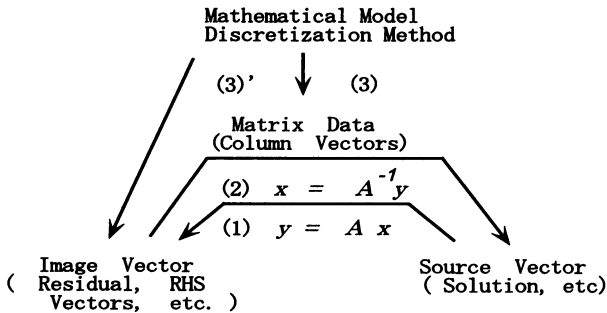 Mathematical Model
Discretization Method
(3)' (3)
Matrix Data
(Column Vectors)
(2) x = A⁻¹y
(1) y = A x
Image Vector
( Residual, RHS
Vectors, etc. )
Source Vector
( Solution, etc)